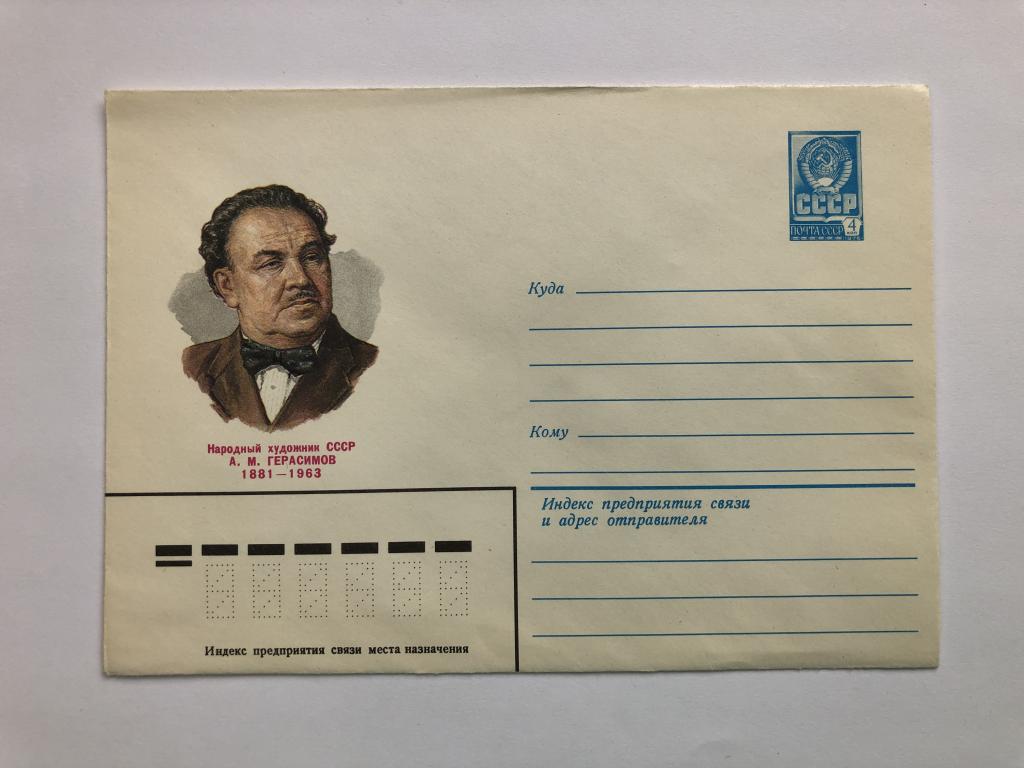 СССР
ПОЧТА СССР 4
Куда
Кому
Народный художник СССР
А. М. ГЕРАСИМОВ
1881—1963
Индекс предприятия связи
и адрес отправителя
Индекс предприятия связи места назначения